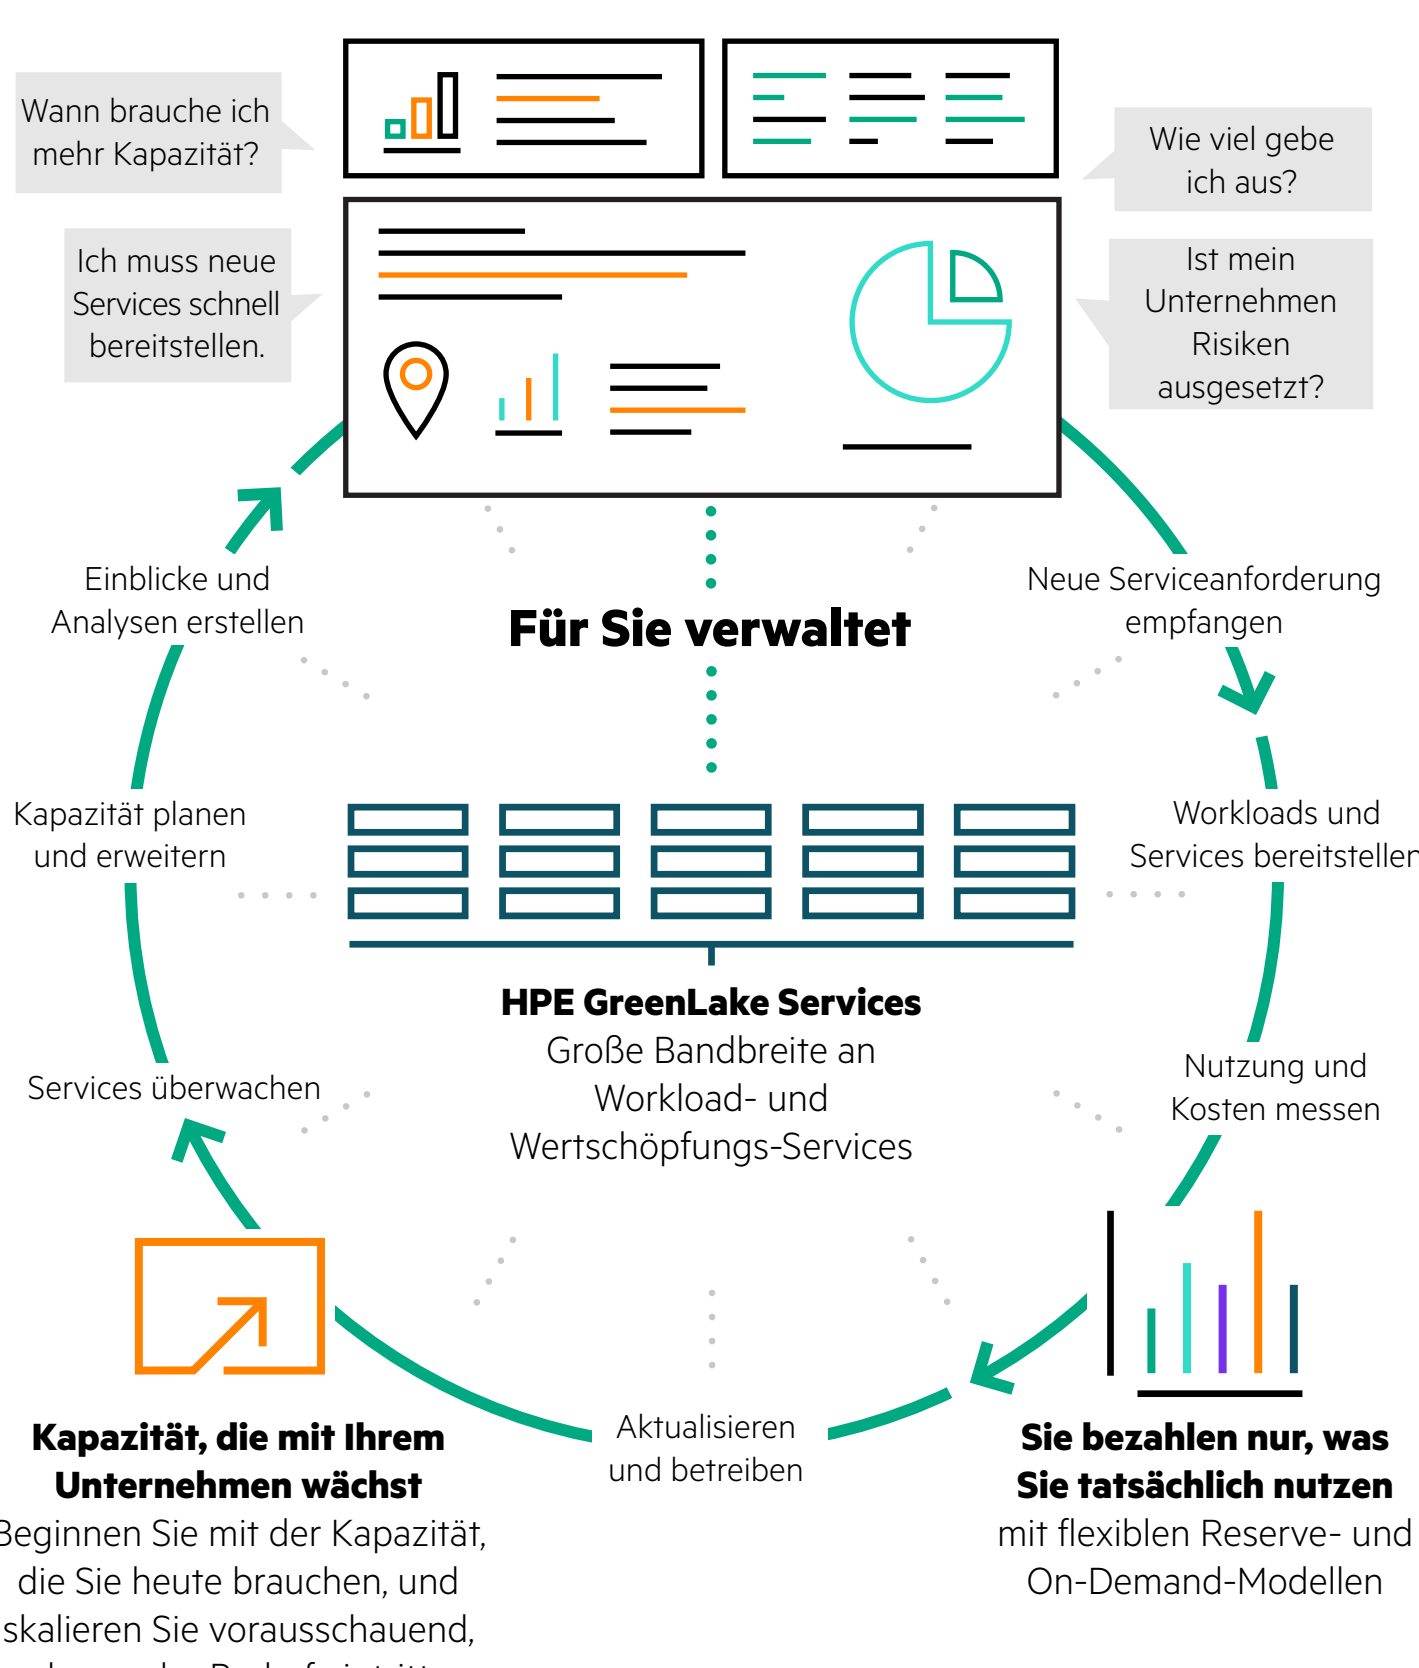 Wann brauche ich
mehr Kapazität?
Wie viel gebe
ich aus?
Ich muss neue
Services schnell
bereitstellen.
Ist mein
Unternehmen
Risiken
ausgesetzt?
Einblicke und
Analysen erstellen
Für Sie verwaltet
Neue Serviceanforderung
empfangen
Kapazität planen
und erweitern
Workloads und
Services bereitstellen
HPE GreenLake Services
Große Bandbreite an
Workload- und
Wertschöpfungs-Services
Services überwachen
Nutzung und
Kosten messen
Aktualisieren
und betreiben
Kapazität, die mit Ihrem
Unternehmen wächst
Beginnen Sie mit der Kapazität,
die Sie heute brauchen, und
skalieren Sie vorausschauend,
Sie bezahlen nur, was
Sie tatsächlich nutzen
mit flexiblen Reserve- und
On-Demand-Modellen